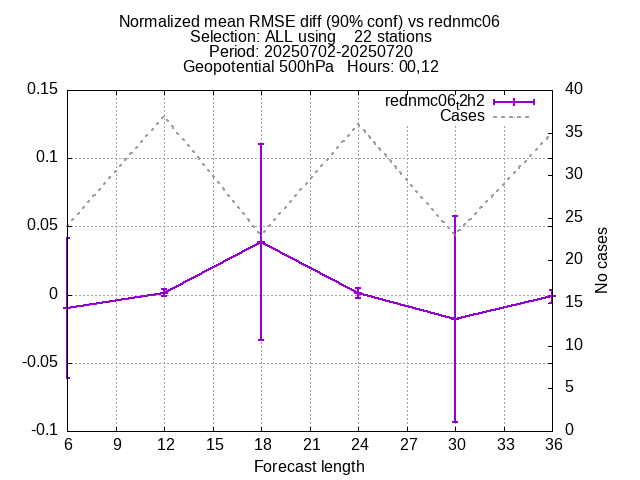 Normalized mean RMSE diff (90% conf) vs rednmc06
Selection: ALL using    22 stations
Period: 20250702-20250720
Geopotential 500hPa   Hours: 00,12
rednmc06,2h2
Cases
0.15
0.1
0.05
0
-0.05
-0.1
40
35
30
25
20
15
10
5
0
No cases
6 9 12 15 18 21 24 27 30 33 36
Forecast length